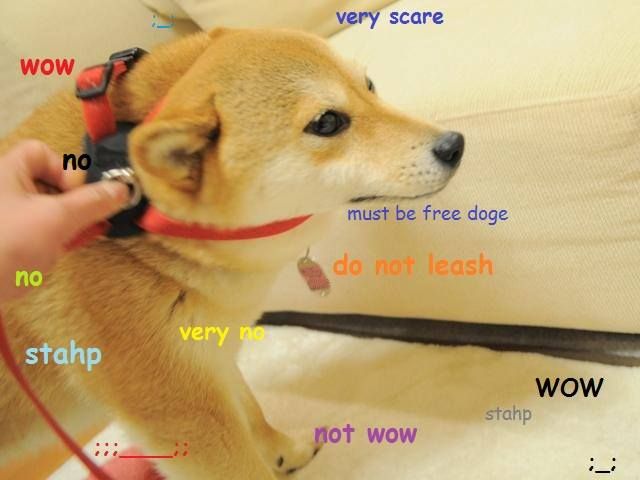 ;_;
very scare
wow
no
must be free doge
do not leash
no
very no
stahp
wow
stahp
not wow
;;;_____;;
;_;